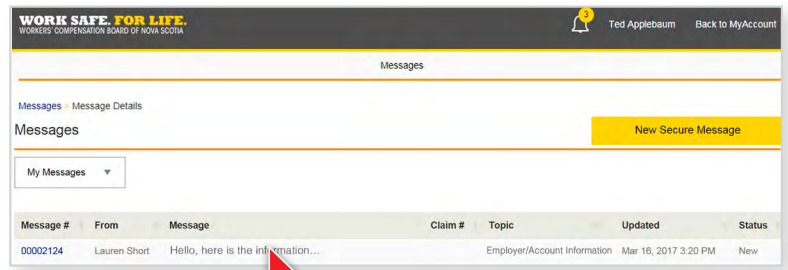 WORK SAFE. FOR LIFE.
WORKERS' COMPENSATION BOARD OF NOVA SCOTIA
3
Ted Applebaum Back to MyAccount
Messages
Messages > Message Details
Messages
New Secure Message
My Messages ▼
Message # From Message Claim # Topic Updated Status
00002124 Lauren Short Hello, here is the information... Employer/Account Information Mar 16, 2017 3:20 PM New